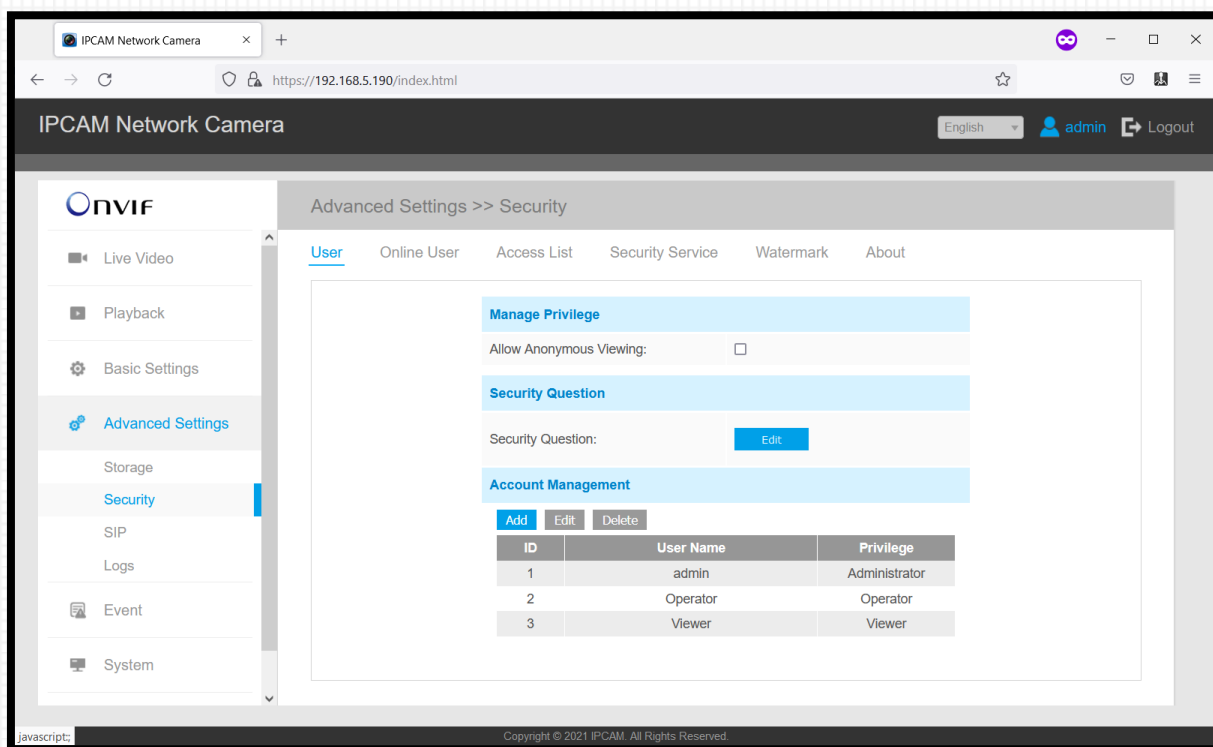 IPCAM Network Camera
https://192.168.5.190/index.html
IPCAM Network Camera
English
admin
Logout
Onvif
Advanced Settings >> Security
Live Video
Playback
Basic Settings
Advanced Settings
Storage
Security
SIP
Logs
Event
System
User Online User Access List Security Service Watermark About
Manage Privilege
Allow Anonymous Viewing:
Security Question
Security Question: Edit
Account Management
Add Edit Delete
ID User Name Privilege
1 admin Administrator
2 Operator Operator
3 Viewer Viewer
javascript:;
Copyright © 2021 IPCAM. All Rights Reserved.